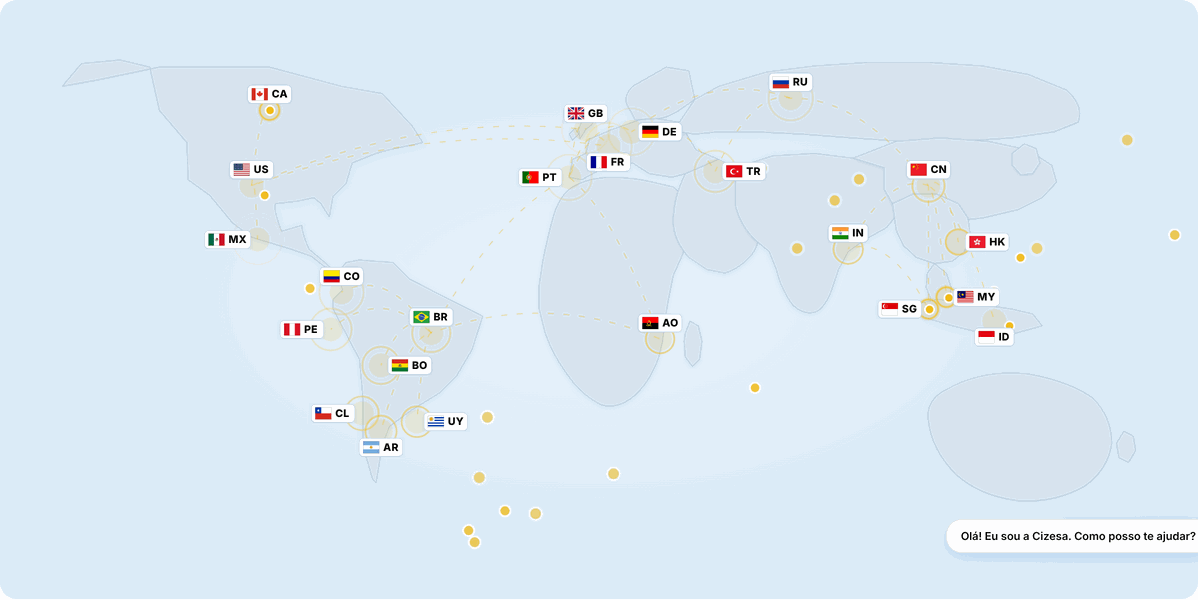 RU
CA
GB
DE
FR
US
CN
TR
PT
IN
MX
HK
CO
MY
SG
BR
AO
PE
ID
BO
CL
UY
AR
Olá! Eu sou a Cizesa. Como posso te ajudar?